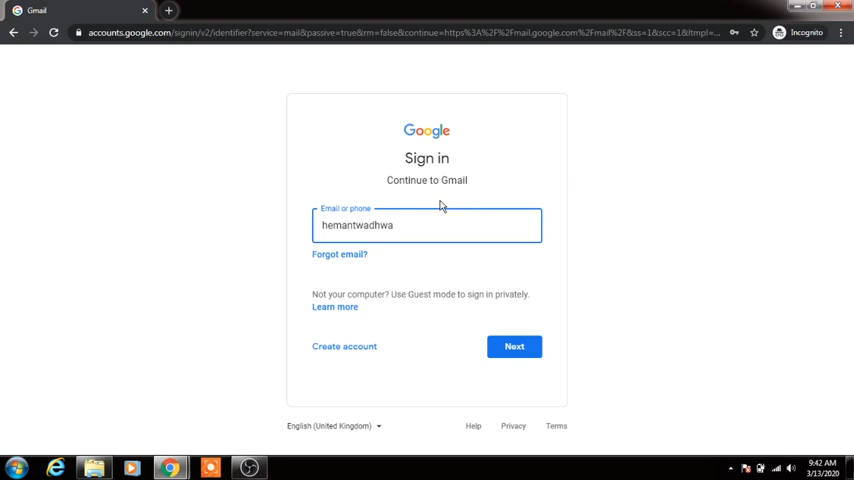 Gmail
accounts.google.com/signin/v2/identifier?service=mail&passive=true&rm=false&continue=https%3A%2F%2Fmail.google.com%2Fmail%2F&ss=1&scc=1&ltmpl=...
Incognito
Google
Sign in
Continue to Gmail
Email or phone
hemantwadhwa
Forgot email?
Not your computer? Use Guest mode to sign in privately.
Learn more
Create account
Next
English (United Kingdom)
Help
Privacy
Terms
9:42 AM
3/13/2020